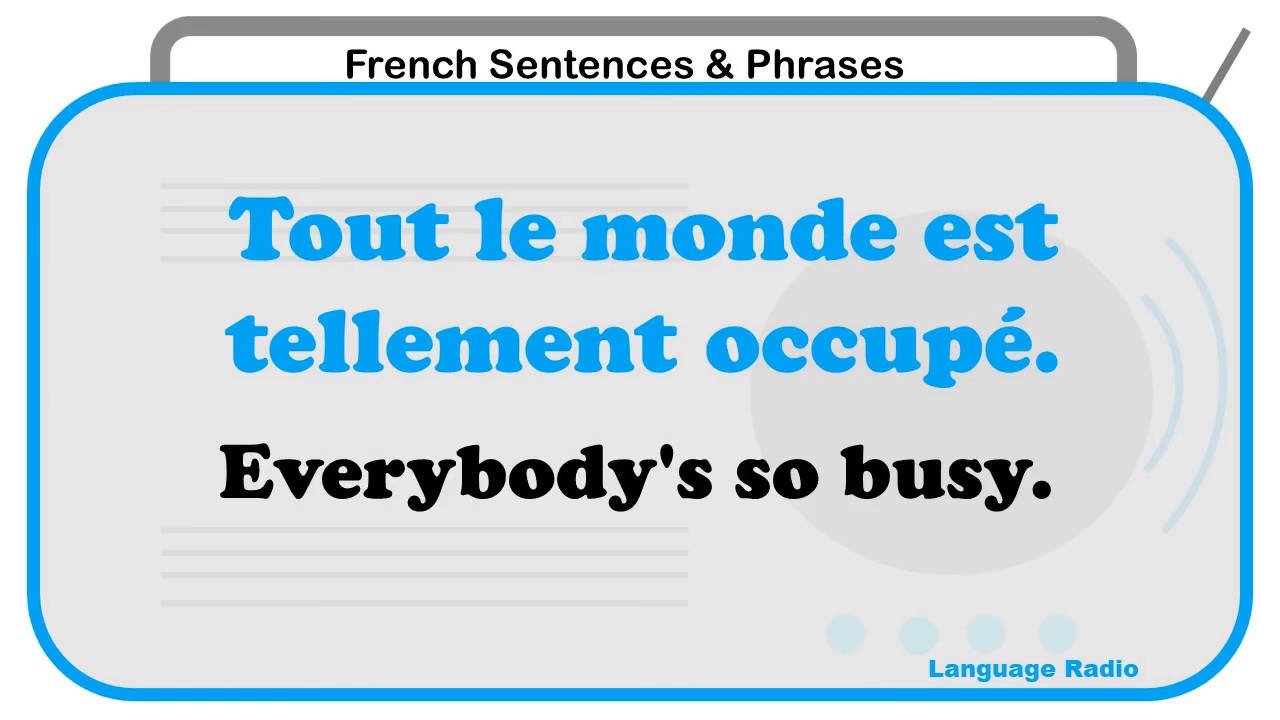 French Sentences & Phrases
Tout le monde est
tellement occupé.
Everybody's so busy.
Language Radio